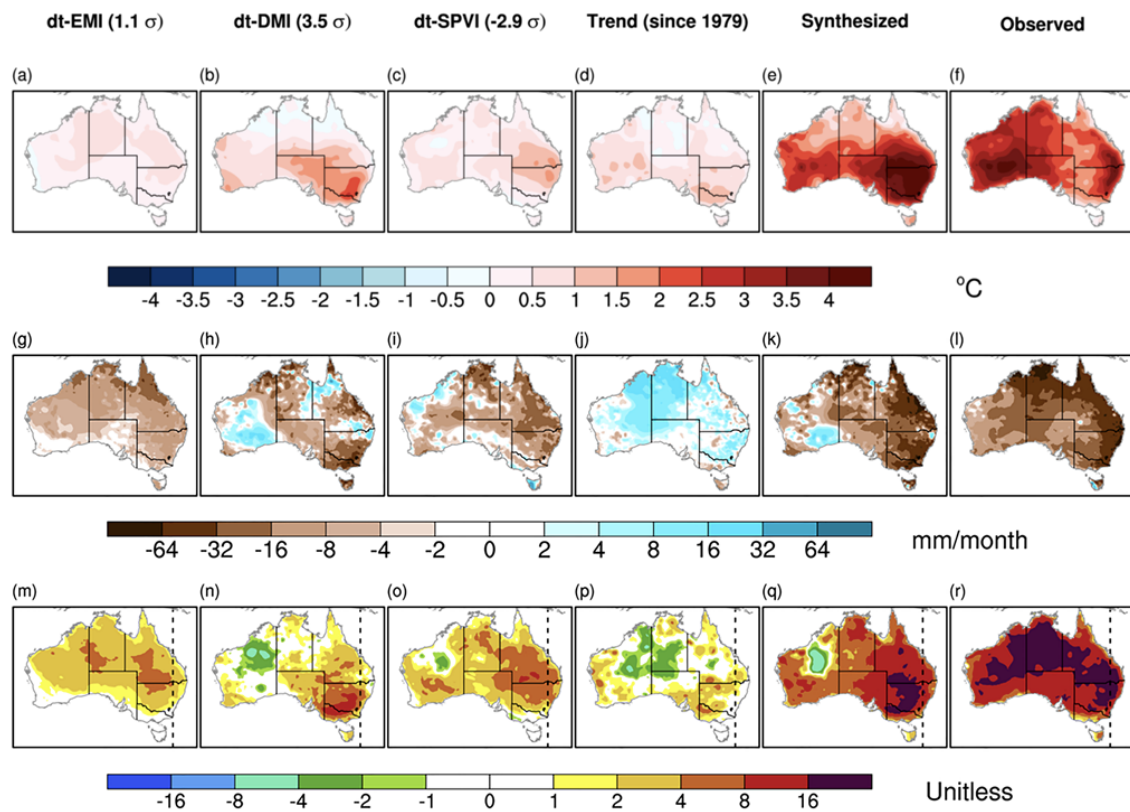 dt-EMI (1.1 σ) dt-DMI (3.5 σ) dt-SPVI (-2.9 σ) Trend (since 1979) Synthesized Observed
(a) (b) (c) (d) (e) (f)
-4 -3.5 -3 -2.5 -2 -1.5 -1 -0.5 0 0.5 1 1.5 2 2.5 3 3.5 4
°C
(g) (h) (i) (j) (k) (l)
-64 -32 -16 -8 -4 -2 0 2 4 8 16 32 64
mm/month
(m) (n) (o) (p) (q) (r)
-16 -8 -4 -2 -1 0 1 2 4 8 16
Unitless